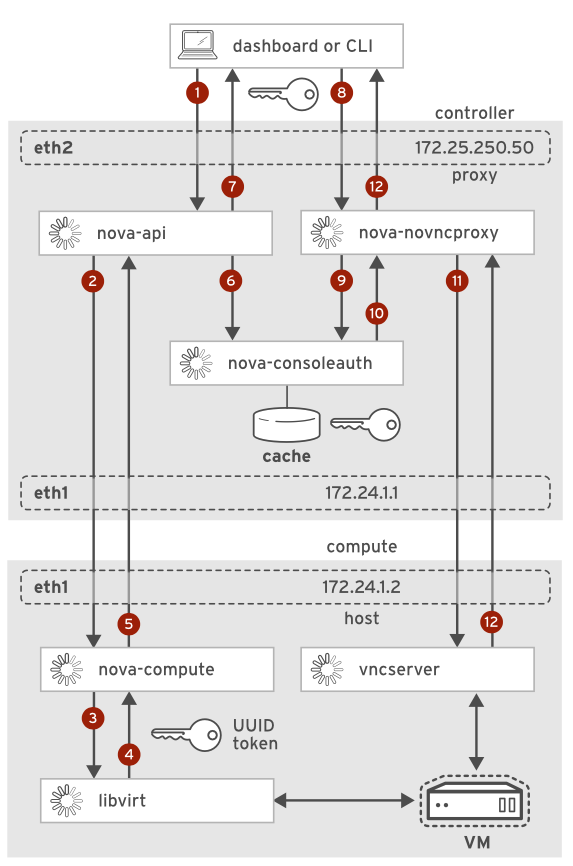 dashboard or CLI
1
8
controller
eth2
172.25.250.50
proxy
7
12
nova-api
nova-novncproxy
2
6
9
11
10
nova-consoleauth
cache
eth1
172.24.1.1
compute
eth1
172.24.1.2
host
5
12
nova-compute
vncserver
3
4
UUID
token
libvirt
VM